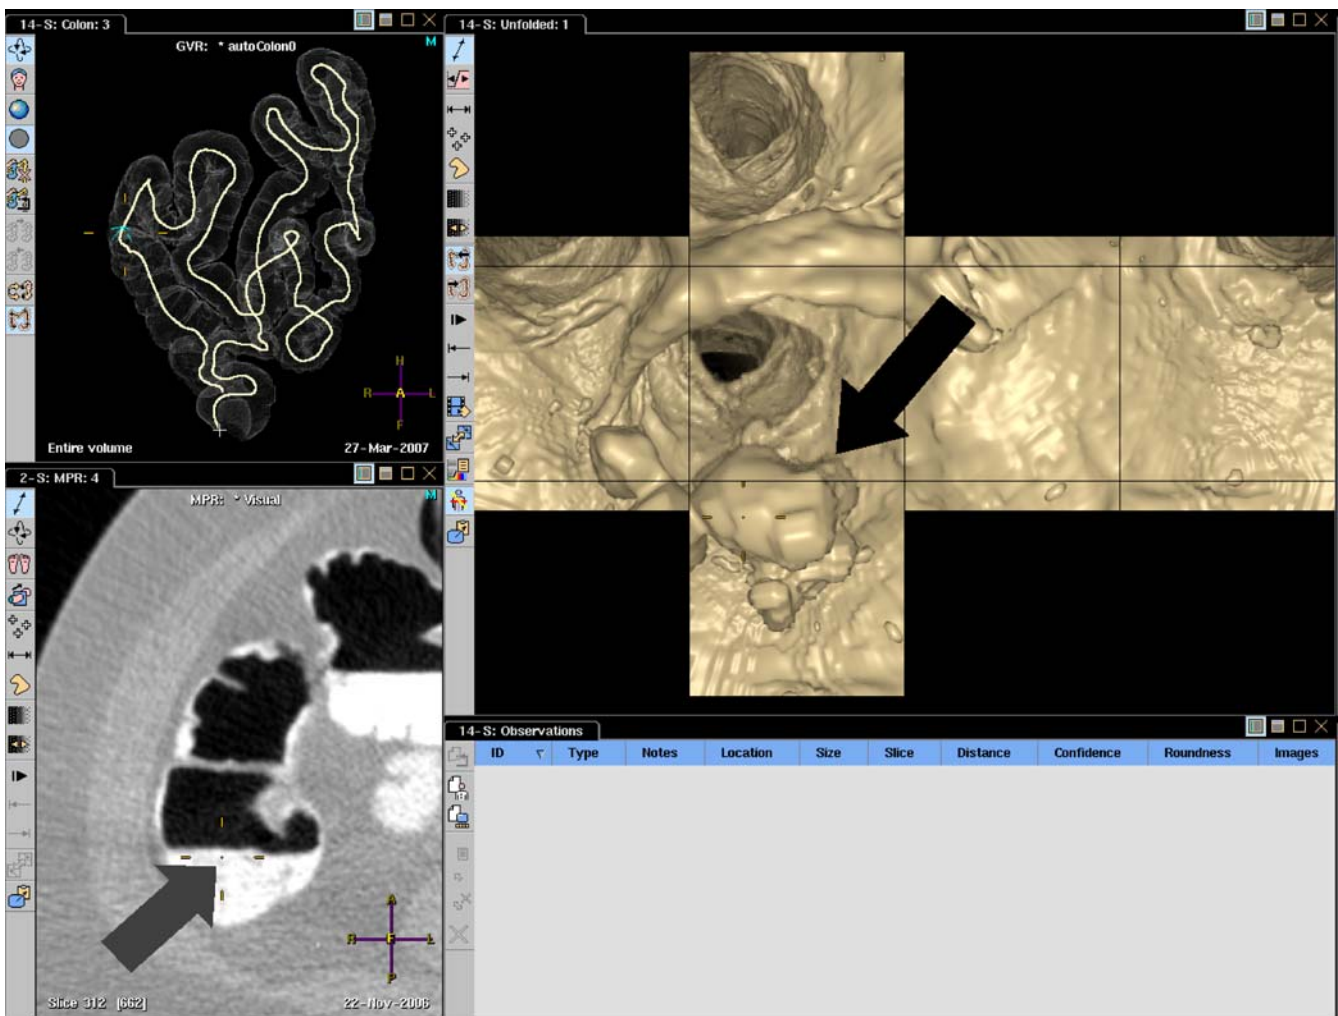 14-S: Colon: 3
GVR: * autoColon0
M
H
R A L
F
Entire volume
27-Mar-2007
2-S: MPR: 4
MPR: * Visual
M
A
R F L
P
Slice 312 [662]
22-Nov-2006
14-S: Unfolded: 1
14-S: Observations
ID Type Notes Location Size Slice Distance Confidence Roundness Images